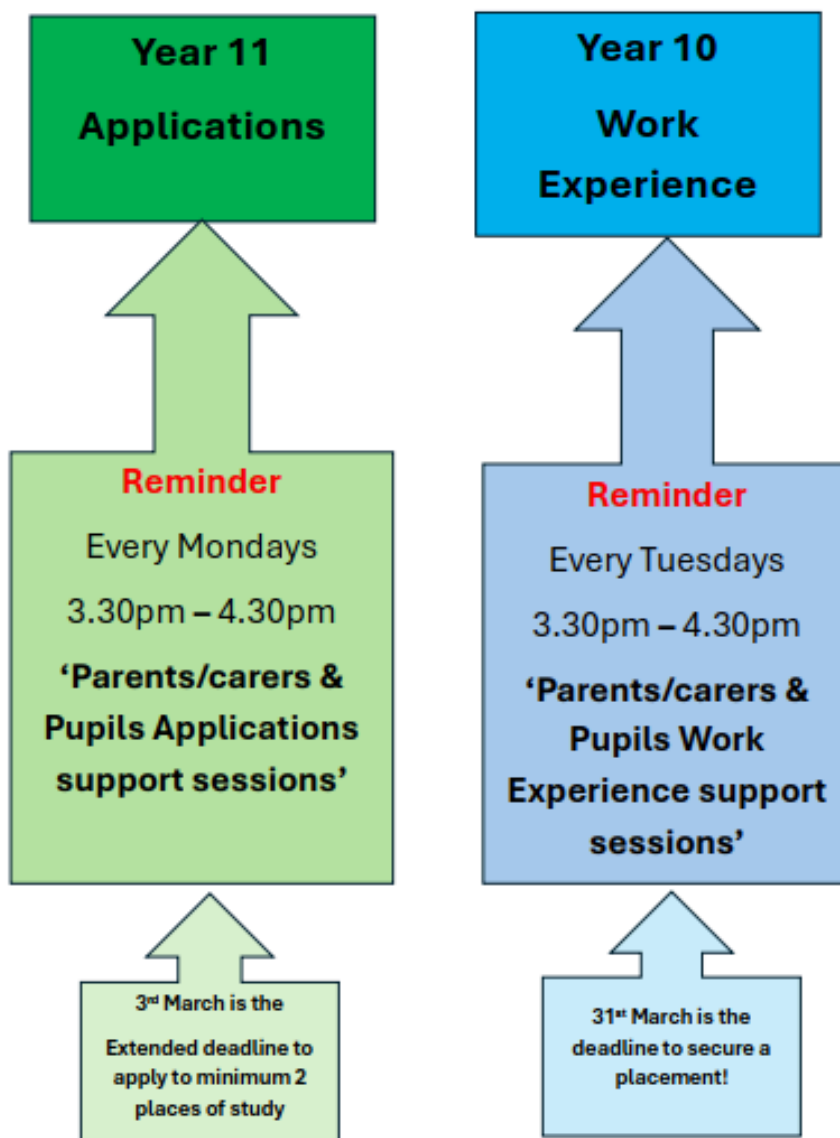 Year 11
Applications
Reminder
Every Mondays
3.30pm – 4.30pm
‘Parents/carers &
Pupils Applications
support sessions’
3rd March is the
Extended deadline to
apply to minimum 2
places of study
Year 10
Work
Experience
Reminder
Every Tuesdays
3.30pm – 4.30pm
‘Parents/carers &
Pupils Work
Experience support
sessions’
31st March is the
deadline to secure a
placement!